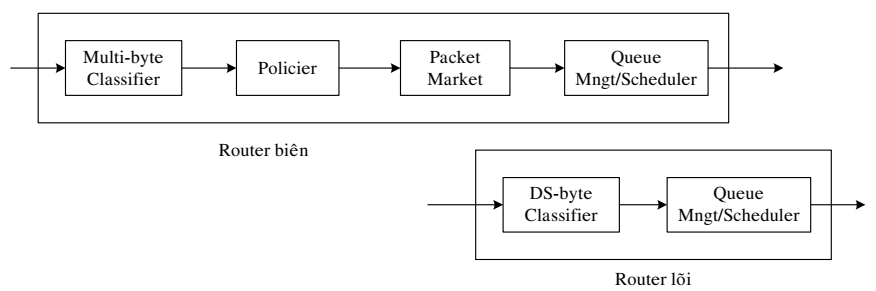 Multi-byte
Classifier
Policier
Packet
Market
Queue
Mngt/Scheduler
Router biên
DS-byte
Classifier
Queue
Mngt/Scheduler
Router lõi